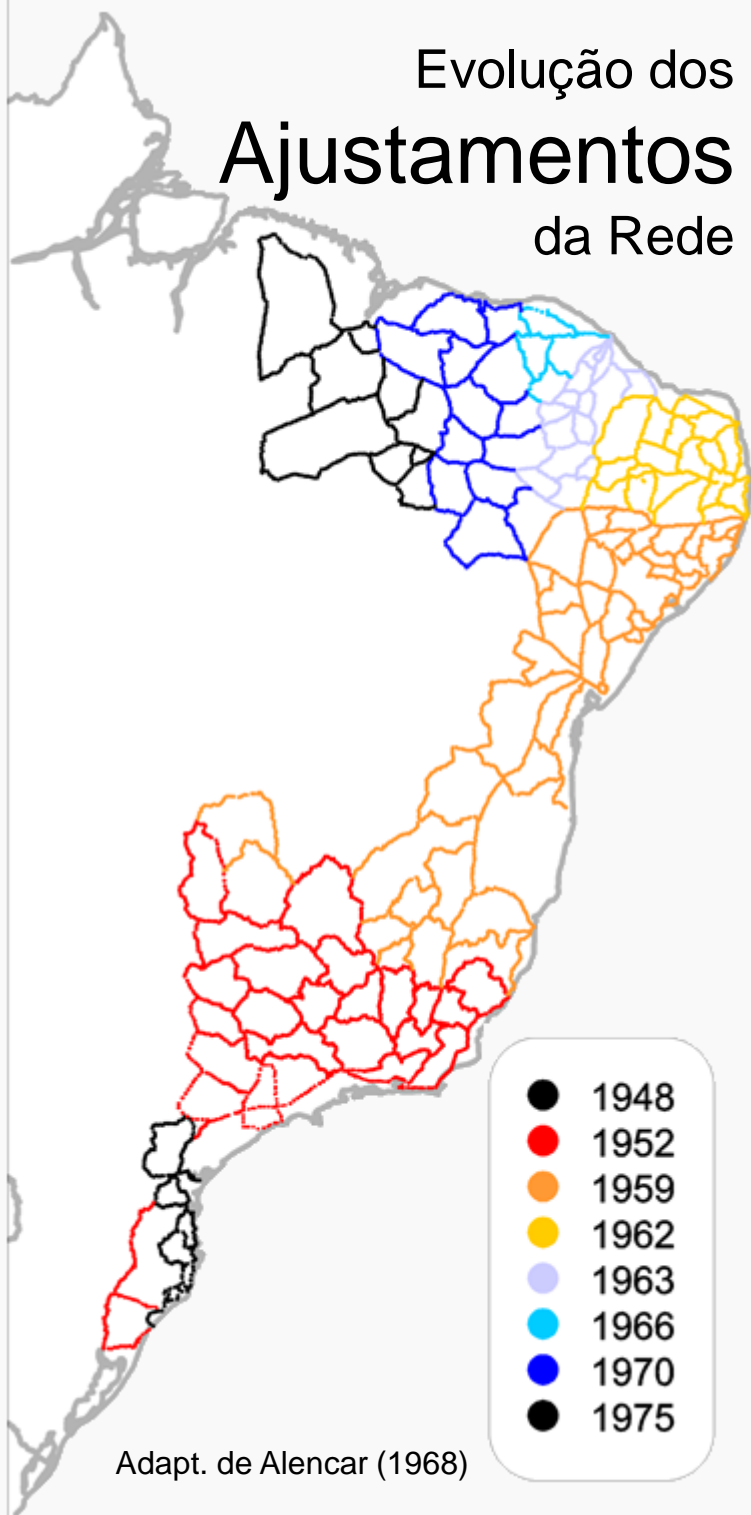 Evolução dos
Ajustamentos
da Rede
1948
1952
1959
1962
1963
1966
1970
1975
Adapt. de Alencar (1968)